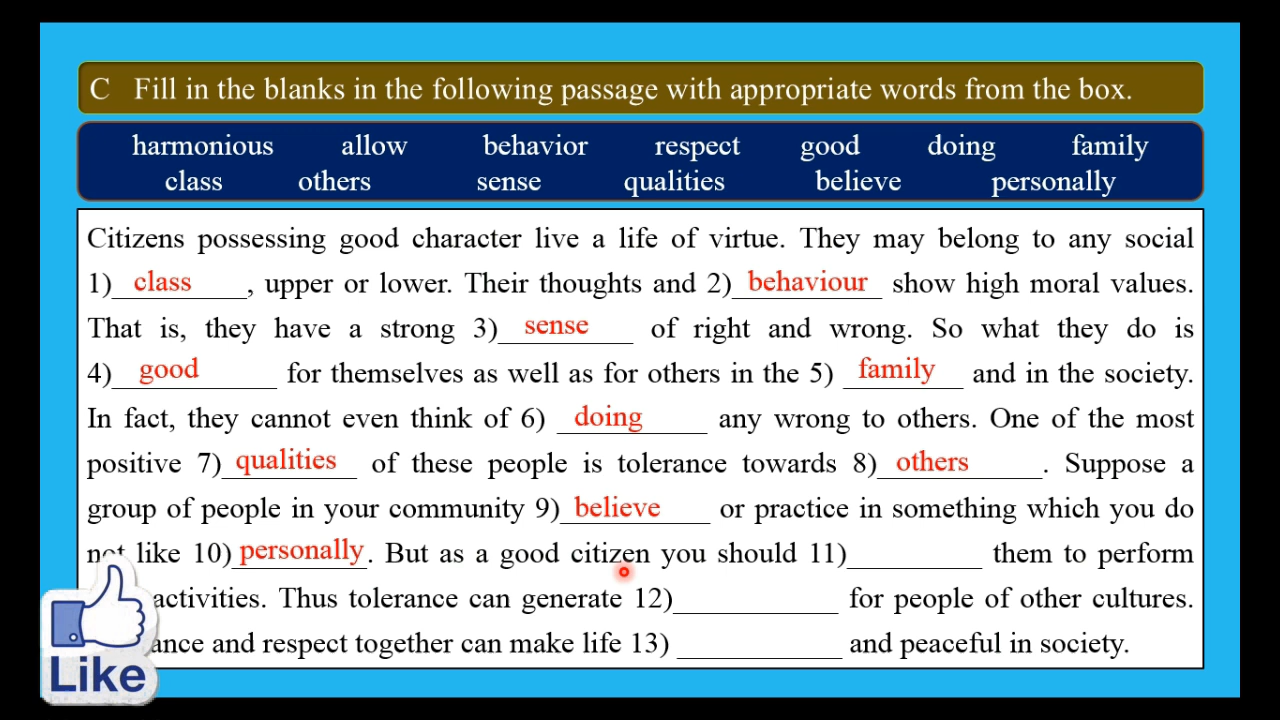 C Fill in the blanks in the following passage with appropriate words from the box.
harmonious allow behavior respect good doing family
class others sense qualities believe personally
Citizens possessing good character live a life of virtue. They may belong to any social
1) class , upper or lower. Their thoughts and 2) behaviour show high moral values.
That is, they have a strong 3) sense of right and wrong. So what they do is
4) good for themselves as well as for others in the 5) family and in the society.
In fact, they cannot even think of 6) doing any wrong to others. One of the most
positive 7) qualities of these people is tolerance towards 8) others . Suppose a
group of people in your community 9) believe or practice in something which you do
not like 10) personally. But as a good citizen you should 11)__________ them to perform
activities. Thus tolerance can generate 12)____________ for people of other cultures.
ance and respect together can make life 13) ____________ and peaceful in society.
Like